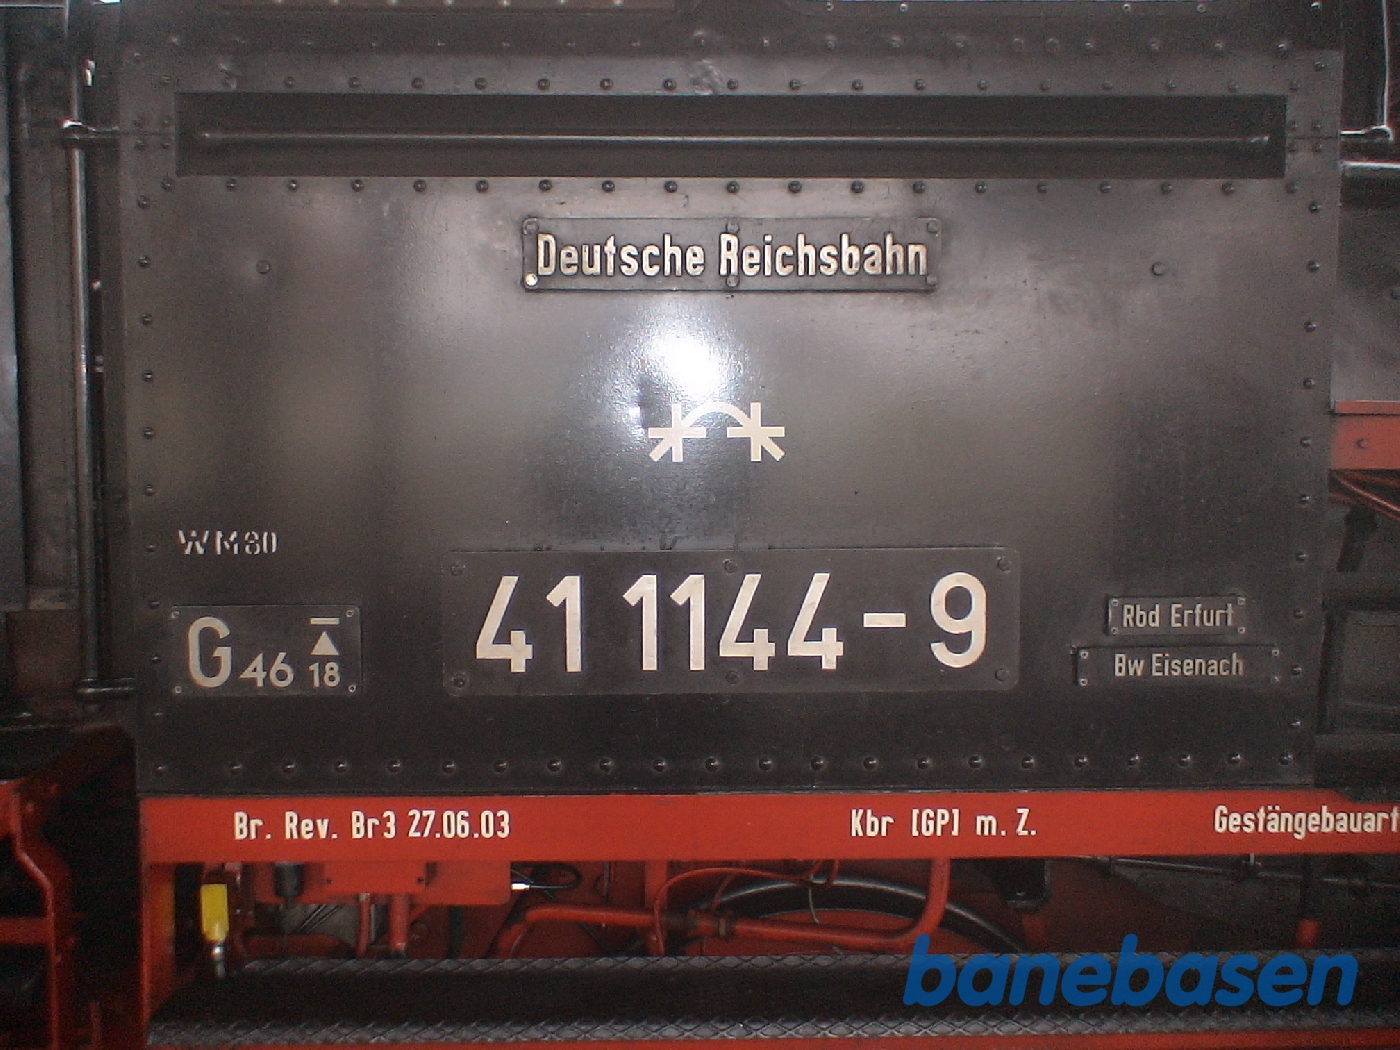 Deutsche Reichsbahn
WM80
41 1144-9
G 46 18
Rbd Erfurt
Bw Eisenach
Br. Rev. Br3 27.06.03
Kbr [GP] m. Z.
Gestängebauart
banebasen